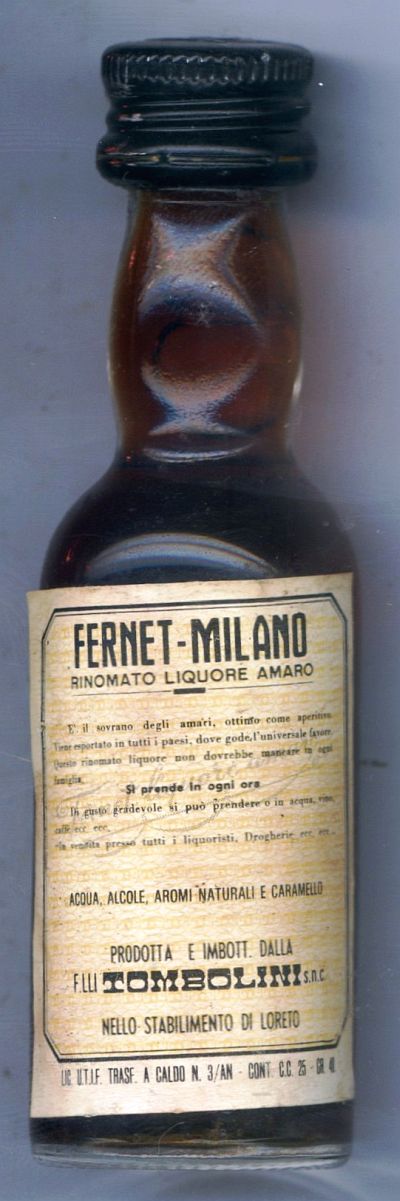 FERNET-MILANO
RINOMATO LIQUORE AMARO
E' il sovrano degli amari, ottimo come aperitivo.
Viene esportato in tutti i paesi, dove gode l'universale favore.
Questo rinomato liquore non dovrebbe mancare in ogni
famiglia.
Si prende in ogni ora
Di gusto gradevole si può prendere o in acqua, vino,
caffè ecc. ecc.
In vendita presso tutti i liquoristi, Drogherie ecc. ecc.
ACQUA, ALCOLE, AROMI NATURALI E CARAMELLO
PRODOTTA E IMBOTT. DALLA
F.LLI TOMBOLINI s.n.c.
NELLO STABILIMENTO DI LORETO
LIC. U.T.I.F. TRASF. A CALDO N. 3/AN - CONT. C.C. 25 - GR. 40